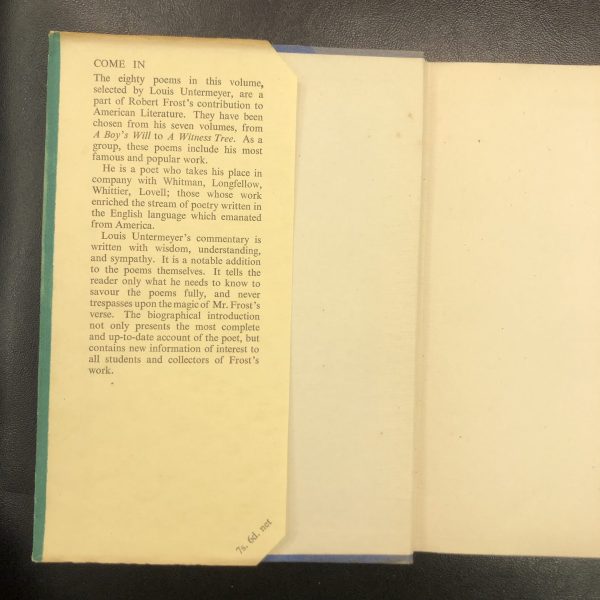 COME IN
The eighty poems in this volume,
selected by Louis Untermeyer, are a
part of Robert Frost's contribution to
American Literature. They have been
chosen from his seven volumes, from
A Boy's Will to A Witness Tree. As a
group, these poems include his most
famous and popular work.
He is a poet who takes his place in
company with Whitman, Longfellow,
Whittier, Lovell; those whose work
enriched the stream of poetry written in
the English language which emanated
from America.
Louis Untermeyer's commentary is
written with wisdom, understanding,
and sympathy. It is a notable addition
to the poems themselves. It tells the
reader only what he needs to know to
savour the poems fully, and never
trespasses upon the magic of Mr. Frost's
verse. The biographical introduction
not only presents the most complete
and up-to-date account of the poet, but
contains new information of interest to
all students and collectors of Frost's
work.
7s. 6d. net